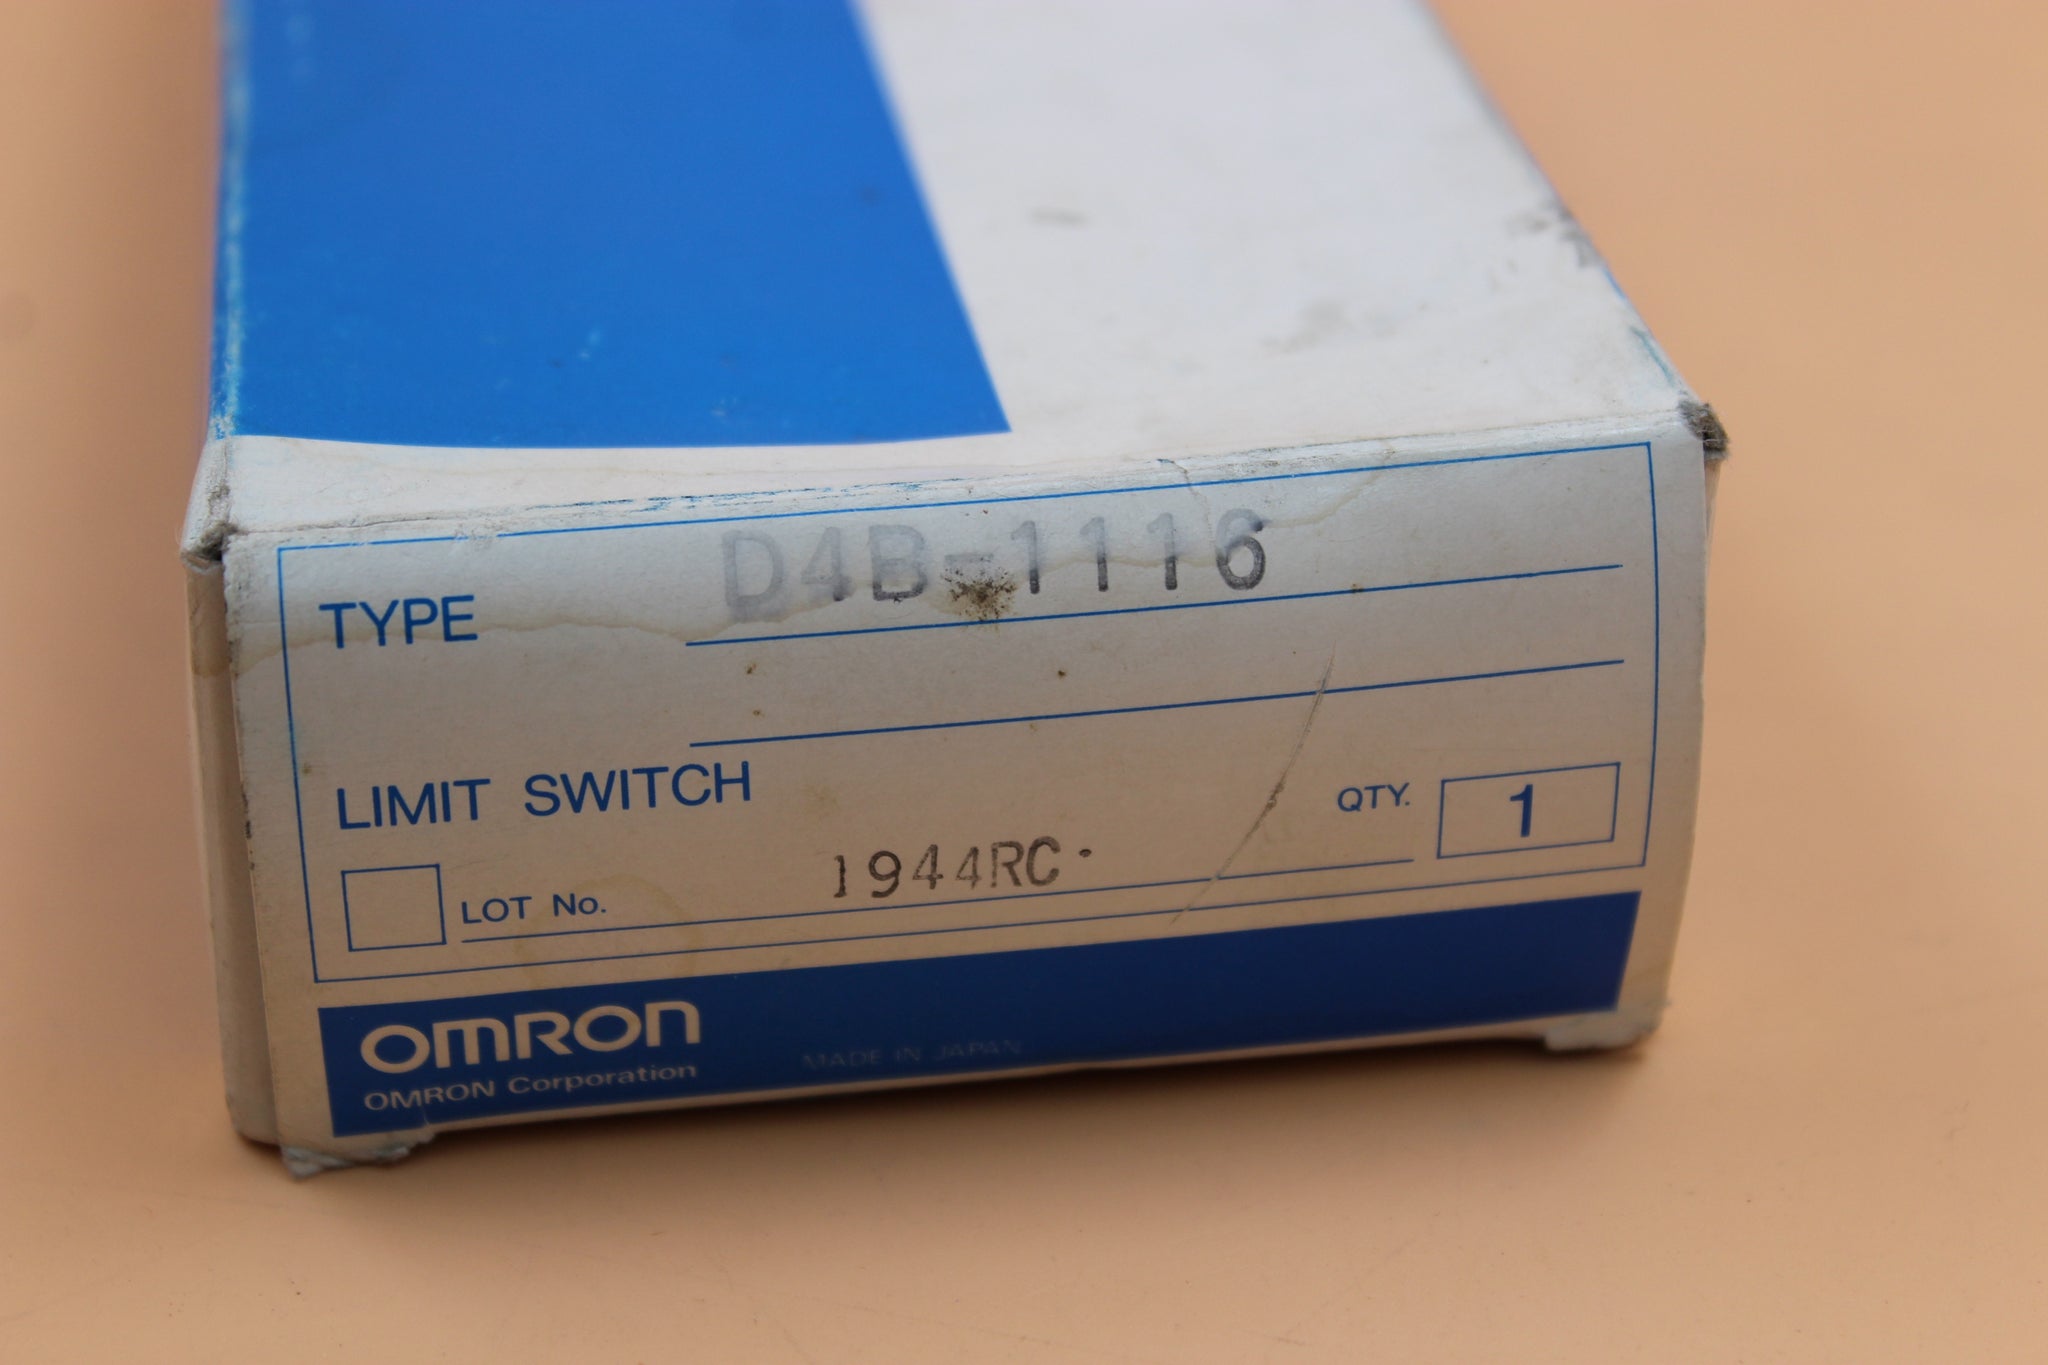 TYPE D4B-1116
LIMIT SWITCH
QTY. 1
LOT No. 1944RC.
OMRON
OMRON Corporation
MADE IN JAPAN